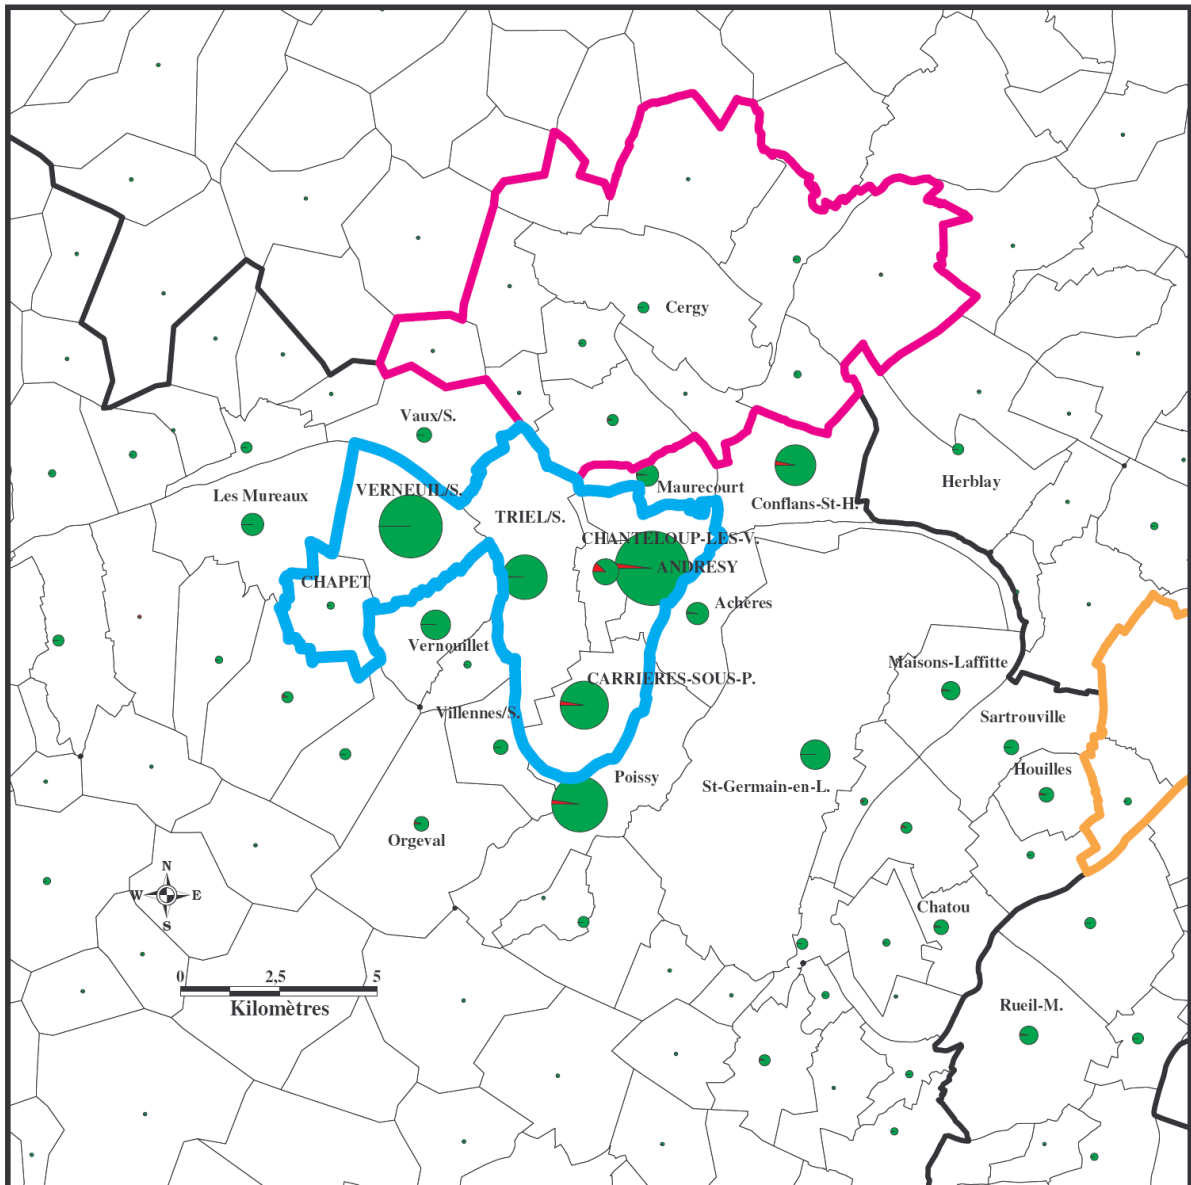 Cergy
Vaux/S.
VERNEUIL/S.
Les Mureaux
Maurecourt
Conflans-St-H.
Herblay
TRIEL/S.
CHANTELOUP-LES-V.
ANDRESY
CHAPET
Achères
Vernouillet
Maisons-Laffitte
CARRIERES-SOUS-P.
Villennes/S.
Sartrouville
Poissy
Houilles
St-Germain-en-L.
Orgeval
N
W E
S
Chatou
0 2,5 5
Kilomètres
Rueil-M.